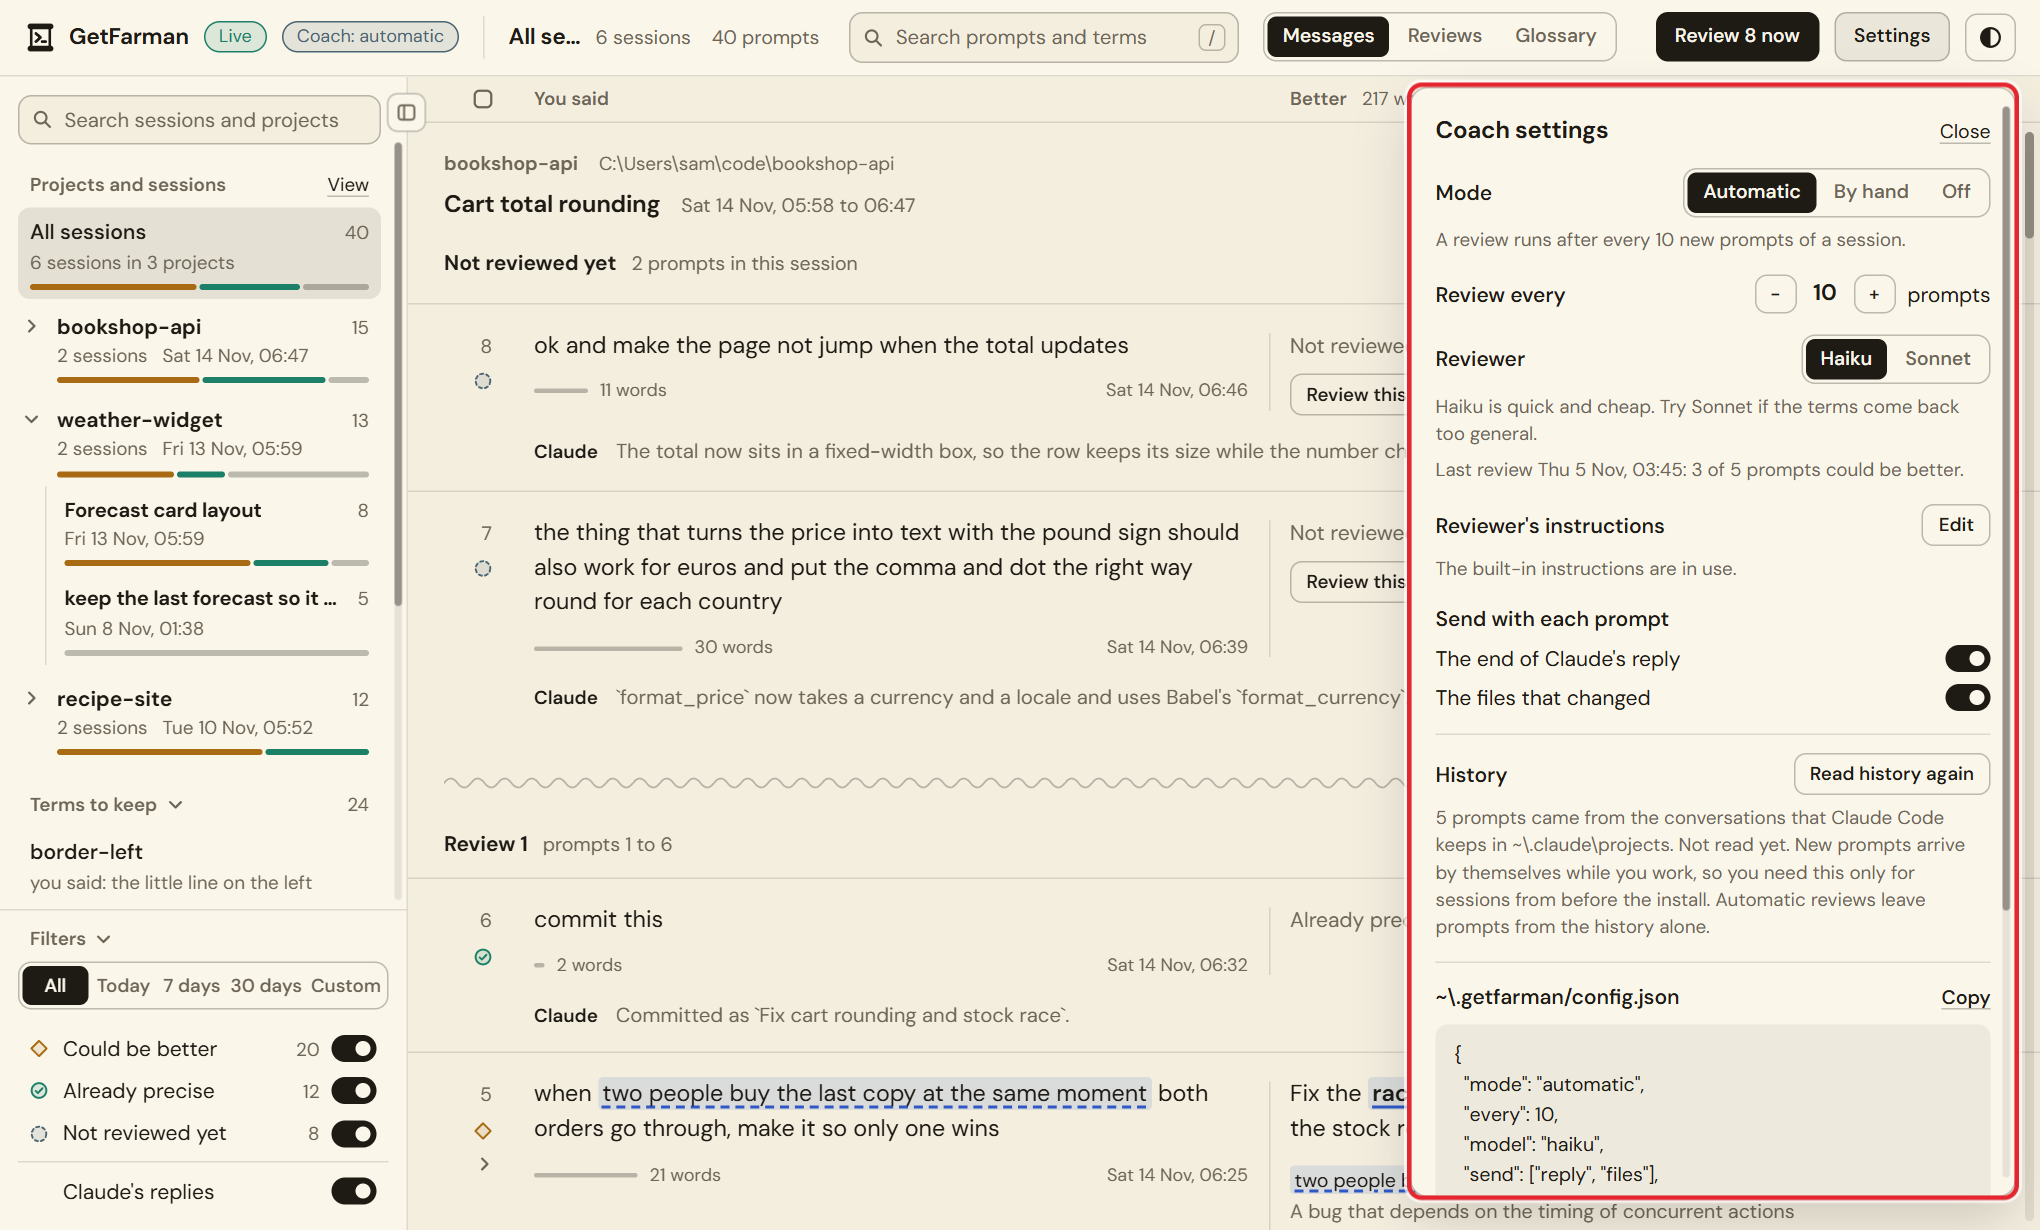 GetFarman Live Coach: automatic All se... 6 sessions 40 prompts Search prompts and terms / Messages Reviews Glossary Review 8 now Settings
Search sessions and projects
Projects and sessions View
All sessions 40
6 sessions in 3 projects
bookshop-api 15
2 sessions Sat 14 Nov, 06:47
weather-widget 13
2 sessions Fri 13 Nov, 05:59
Forecast card layout 8
Fri 13 Nov, 05:59
keep the last forecast so it ... 5
Sun 8 Nov, 01:38
recipe-site 12
2 sessions Tue 10 Nov, 05:52
Terms to keep 24
border-left
you said: the little line on the left
Filters
All Today 7 days 30 days Custom
Could be better 20
Already precise 12
Not reviewed yet 8
Claude's replies
You said Better 217 w
bookshop-api C:\Users\sam\code\bookshop-api
Cart total rounding Sat 14 Nov, 05:58 to 06:47
Not reviewed yet 2 prompts in this session
8 ok and make the page not jump when the total updates Not reviewe
11 words Sat 14 Nov, 06:46 Review this
Claude The total now sits in a fixed-width box, so the row keeps its size while the number ch
7 the thing that turns the price into text with the pound sign should Not reviewe
also work for euros and put the comma and dot the right way Review this
round for each country
30 words Sat 14 Nov, 06:39
Claude `format_price` now takes a currency and a locale and uses Babel's `format_currency`
Review 1 prompts 1 to 6
6 commit this Already pre
2 words Sat 14 Nov, 06:32
Claude Committed as `Fix cart rounding and stock race`.
5 when two people buy the last copy at the same moment both Fix the rac
orders go through, make it so only one wins the stock r
21 words Sat 14 Nov, 06:25 two people b
A bug that depends on the timing of concurrent actions
Coach settings Close
Mode Automatic By hand Off
A review runs after every 10 new prompts of a session.
Review every - 10 + prompts
Reviewer Haiku Sonnet
Haiku is quick and cheap. Try Sonnet if the terms come back
too general.
Last review Thu 5 Nov, 03:45: 3 of 5 prompts could be better.
Reviewer's instructions Edit
The built-in instructions are in use.
Send with each prompt
The end of Claude's reply
The files that changed
History Read history again
5 prompts came from the conversations that Claude Code
keeps in ~\.claude\projects. Not read yet. New prompts arrive
by themselves while you work, so you need this only for
sessions from before the install. Automatic reviews leave
prompts from the history alone.
~\.getfarman/config.json Copy
{
"mode": "automatic",
"every": 10,
"model": "haiku",
"send": ["reply", "files"],